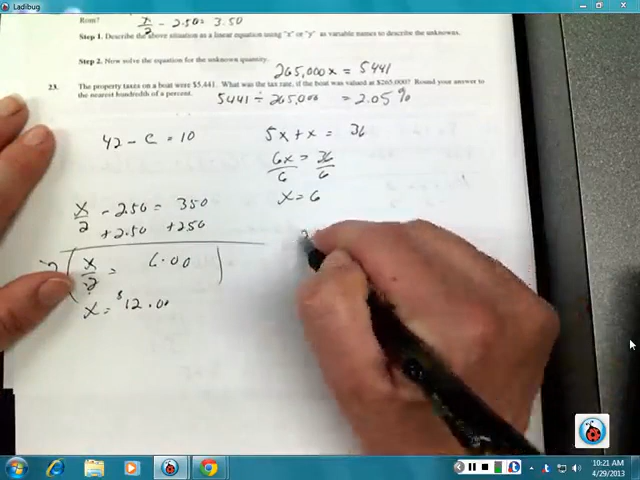 Ladibug
Rom? x/2 - 2.50 = 3.50
Step 1. Describe the above situation as a linear equation using "x" or "y" as variable names to describe the unknowns.
Step 2. Now solve the equation for the unknown quantity.
265,000x = 5441
23. The property taxes on a boat were $5,441. What was the tax rate, if the boat was valued at $265,000? Round your answer to
the nearest hundredth of a percent.
5441 ÷ 265,000 = 2.05%
42 - c = 10
5x + x = 36
6x/6 = 36/6
x = 6
x/2 - 2.50 = 350
+2.50 +250
2 ( x/2 = 6.00 )
x = $12.00
10:21 AM
4/29/2013